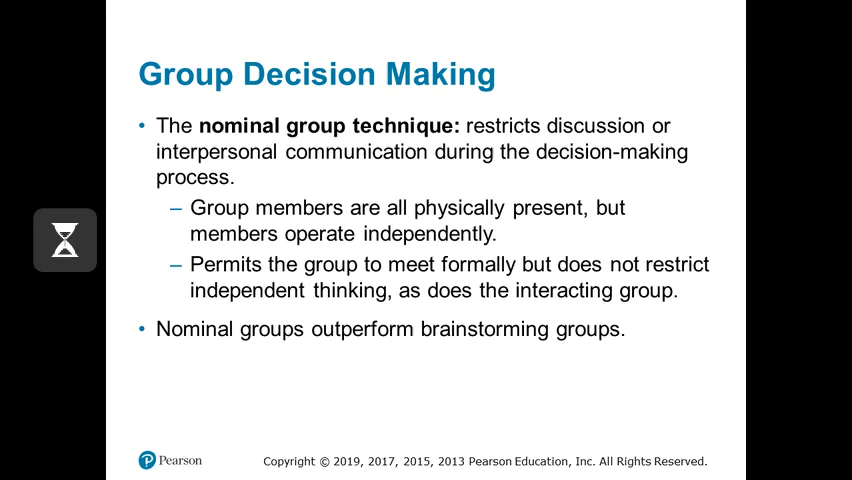 Group Decision Making
• The nominal group technique: restricts discussion or
interpersonal communication during the decision-making
process.
– Group members are all physically present, but
members operate independently.
– Permits the group to meet formally but does not restrict
independent thinking, as does the interacting group.
• Nominal groups outperform brainstorming groups.
P Pearson
Copyright © 2019, 2017, 2015, 2013 Pearson Education, Inc. All Rights Reserved.